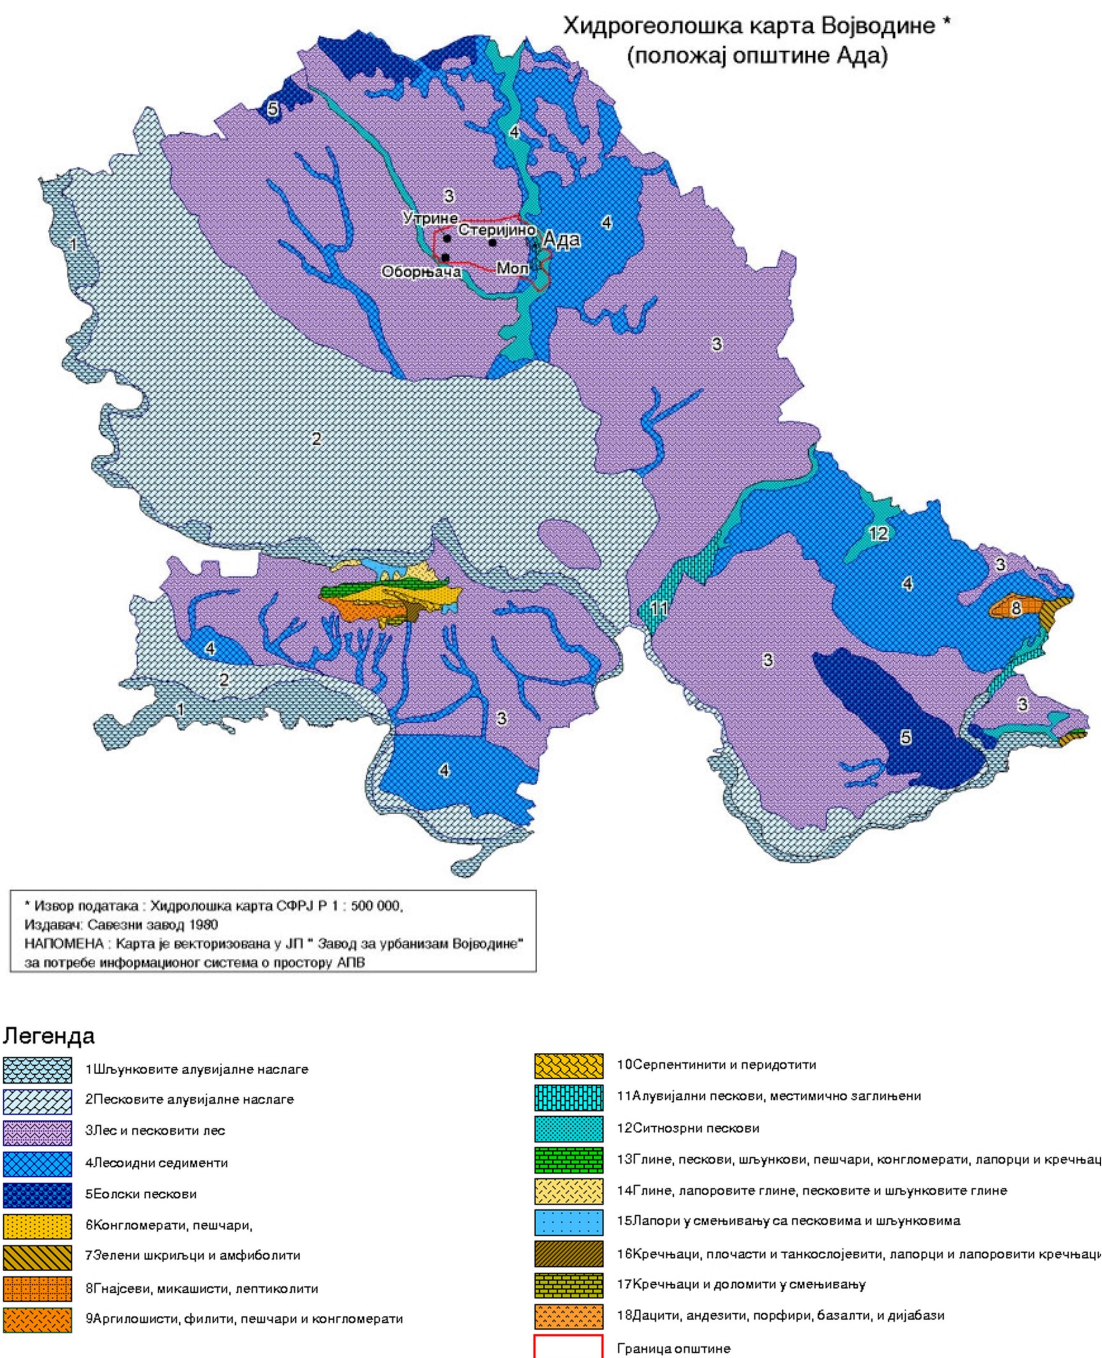 Хидрогеолошка карта Војводине *
(положај општине Ада)
5
4
3
4
1
Утрине
Стеријино
Ада
Оборњача
Мол
3
2
12
3
4
8
11
4
3
2
3
1
3
5
4
* Извор података : Хидролошка карта СФРЈ Р 1 : 500 000,
Издавач: Савезни завод 1980
НАПОМЕНА : Карта је векторизована у ЈП " Завод за урбанизам Војводине"
за потребе информационог система о простору АПВ
Легенда
1Шљунковите алувијалне наслаге
2Песковите алувијалне наслаге
3Лес и песковити лес
4Лесоидни седименти
5Еолски пескови
6Конгломерати, пешчари,
7Зелени шкриљци и амфиболити
8Гнајсеви, микашисти, лептиколити
9Аргилошисти, филити, пешчари и конгломерати
10Серпентинити и перидотити
11Алувијални пескови, местимично заглињени
12Ситнозрни пескови
13Глине, пескови, шљункови, пешчари, конгломерати, лапорци и кречњац
14Глине, лапоровите глине, песковите и шљунковите глине
15Лапори у смењивању са песковима и шљунковима
16Кречњаци, плочасти и танкослојевити, лапорци и лапоровити кречњаци
17Кречњаци и доломити у смењивању
18Дацити, андезити, порфири, базалти, и дијабази
Граница општине